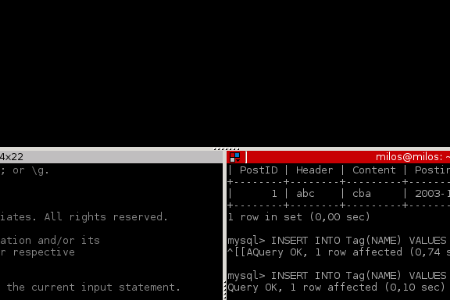 4x22
; or \g.
iates. All rights reserved.
ation and/or its
r respective
the current input statement.
milos@milos: ~
| PostID | Header | Content | Postin
+--------+--------+---------+-------
| 1 | abc | cba | 2003-1
+--------+--------+---------+-------
1 row in set (0,00 sec)
mysql> INSERT INTO Tag(NAME) VALUES
^[[AQuery OK, 1 row affected (0,74 s
mysql> INSERT INTO Tag(NAME) VALUES
Query OK, 1 row affected (0,10 sec)